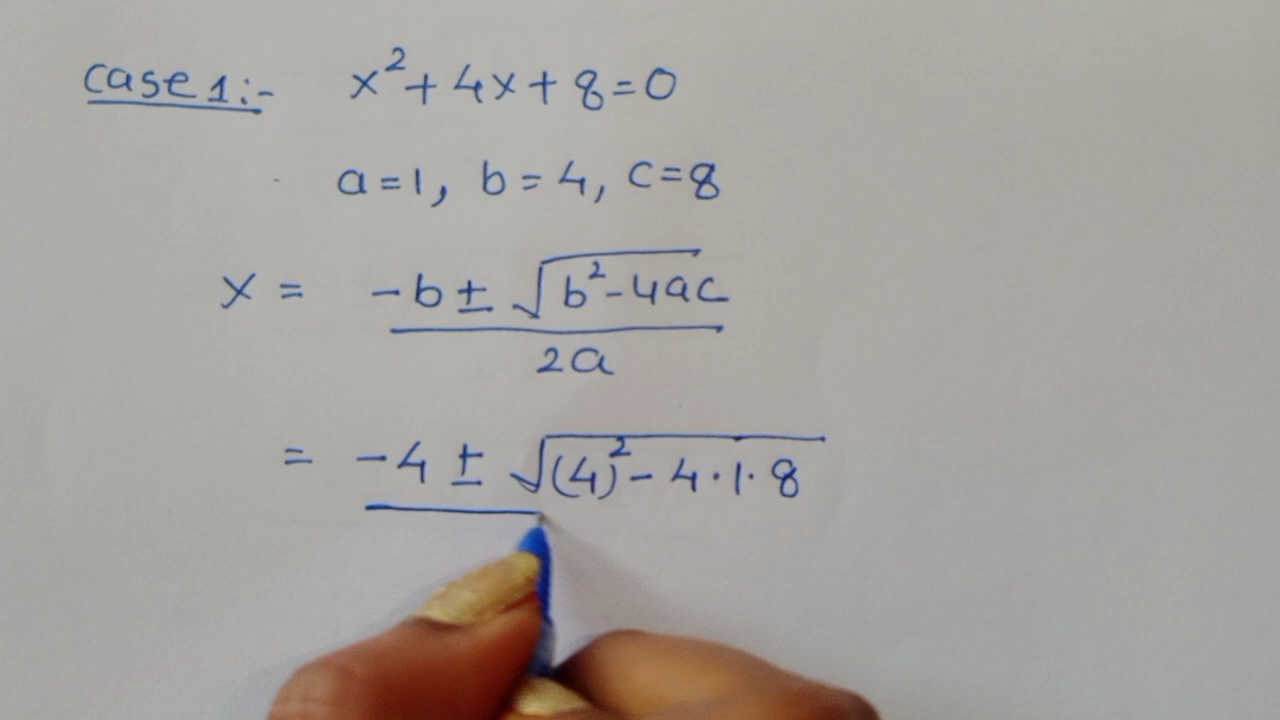 case 1:- x² + 4x + 8 = 0
a = 1, b = 4, c = 8
x = -b ± √b² - 4ac
2a
= -4 ± √(4)² - 4·1·8